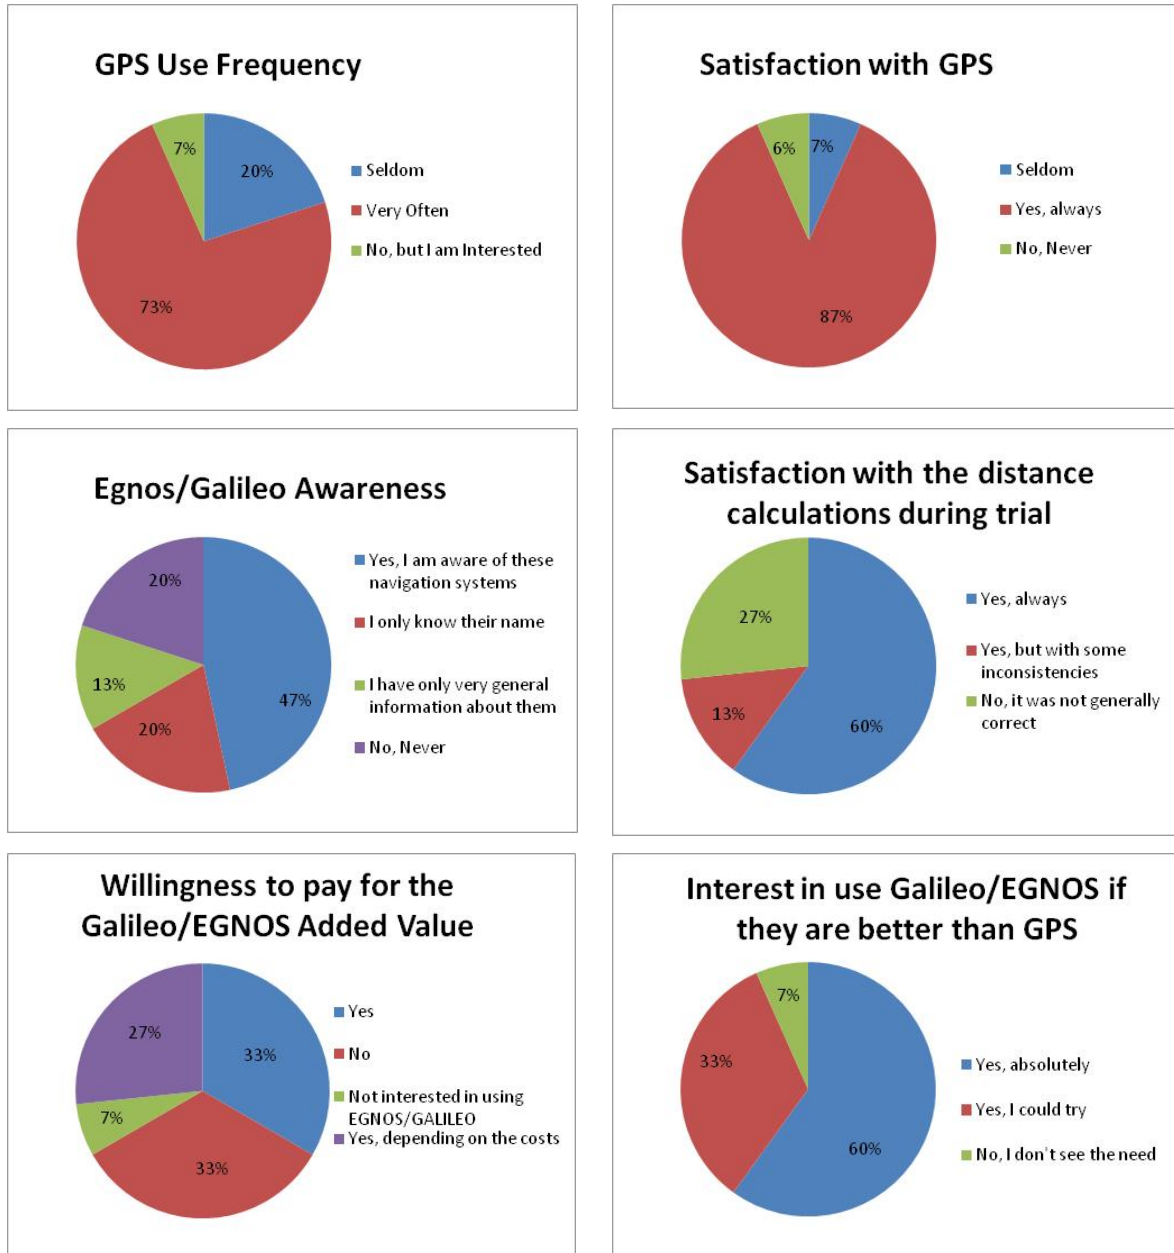 GPS Use Frequency
7%
20%
73%
Seldom
Very Often
No, but I am Interested
Satisfaction with GPS
6%
7%
87%
Seldom
Yes, always
No, Never
Egnos/Galileo Awareness
20%
47%
13%
20%
Yes, I am aware of these
navigation systems
I only know their name
I have only very general
information about them
No, Never
Satisfaction with the distance
calculations during trial
27%
13%
60%
Yes, always
Yes, but with some
inconsistencies
No, it was not generally
correct
Willingness to pay for the
Galileo/EGNOS Added Value
27%
33%
7%
33%
Yes
No
Not interested in using
EGNOS/GALILEO
Yes, depending on the costs
Interest in use Galileo/EGNOS if
they are better than GPS
7%
33%
60%
Yes, absolutely
Yes, I could try
No, I don't see the need